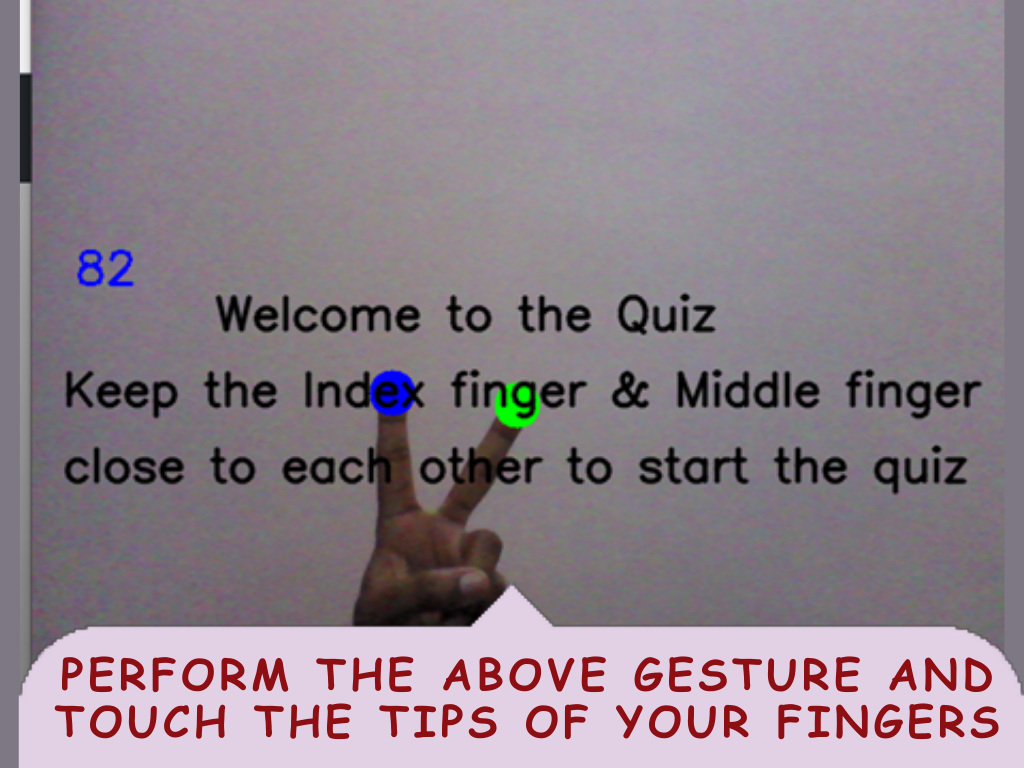 82
Welcome to the Quiz
Keep the Index finger & Middle finger
close to each other to start the quiz
PERFORM THE ABOVE GESTURE AND
TOUCH THE TIPS OF YOUR FINGERS